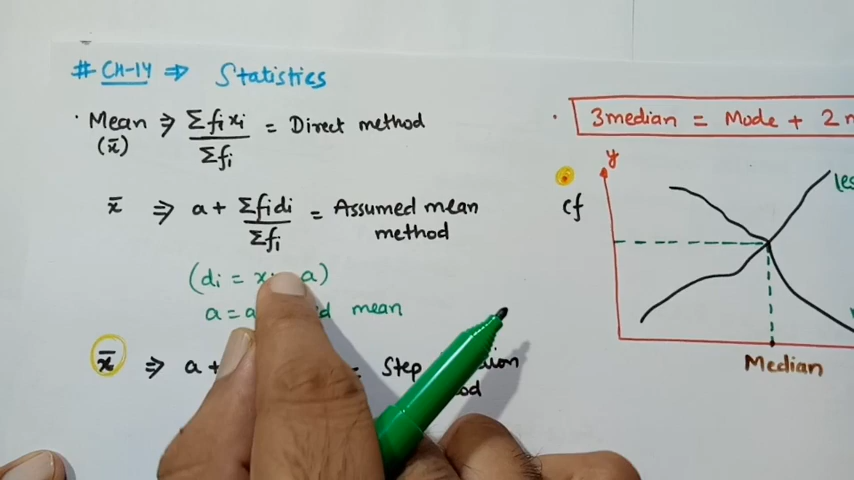 # CH-14 ⇒ Statistics
· Mean ⇒ Σfixi / Σfi = Direct method
(x̄)
x̄ ⇒ a + Σfidi / Σfi = Assumed mean method
(di = xi a)
a = mean
x̄ ⇒ a + = Step
· 3median = Mode + 2
y
cf
Median